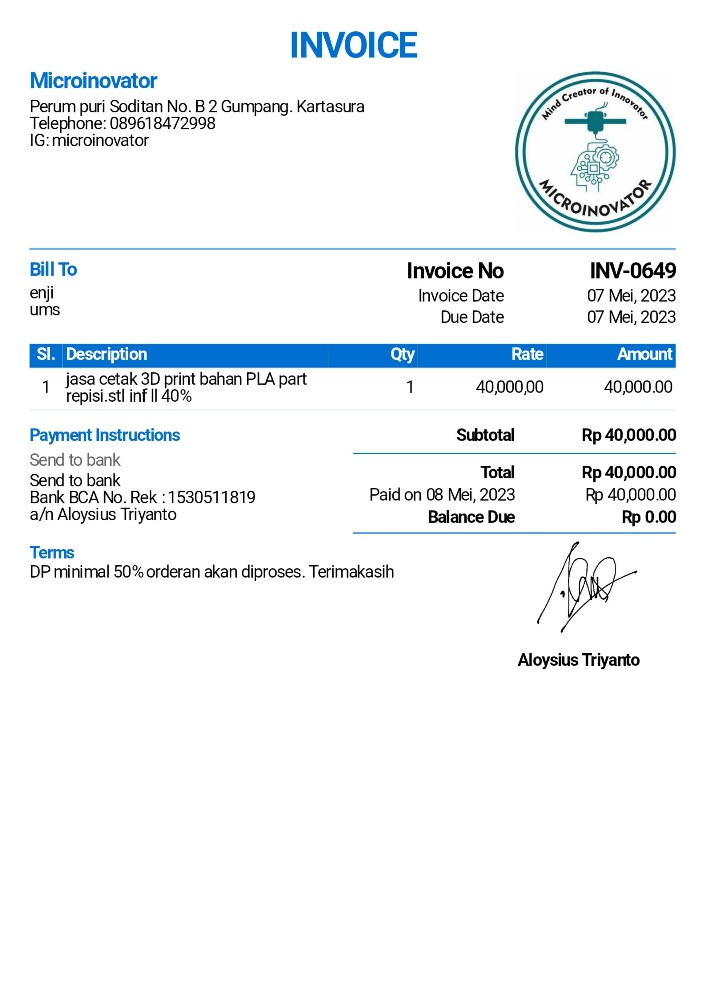 INVOICE
Microinovator
Perum puri Soditan No. B 2 Gumpang. Kartasura
Telephone: 089618472998
IG: microinovator
Mind Creator of Innovator
MICROINOVATOR
Bill To
enji
ums
Invoice No INV-0649
Invoice Date 07 Mei, 2023
Due Date 07 Mei, 2023
Sl. Description Qty Rate Amount
1 jasa cetak 3D print bahan PLA part 1 40,000,00 40,000.00
repisi.stl inf ll 40%
Payment Instructions
Send to bank
Send to bank
Bank BCA No. Rek : 1530511819
a/n Aloysius Triyanto
Subtotal Rp 40,000.00
Total Rp 40,000.00
Paid on 08 Mei, 2023 Rp 40,000.00
Balance Due Rp 0.00
Terms
DP minimal 50% orderan akan diproses. Terimakasih
Aloysius Triyanto